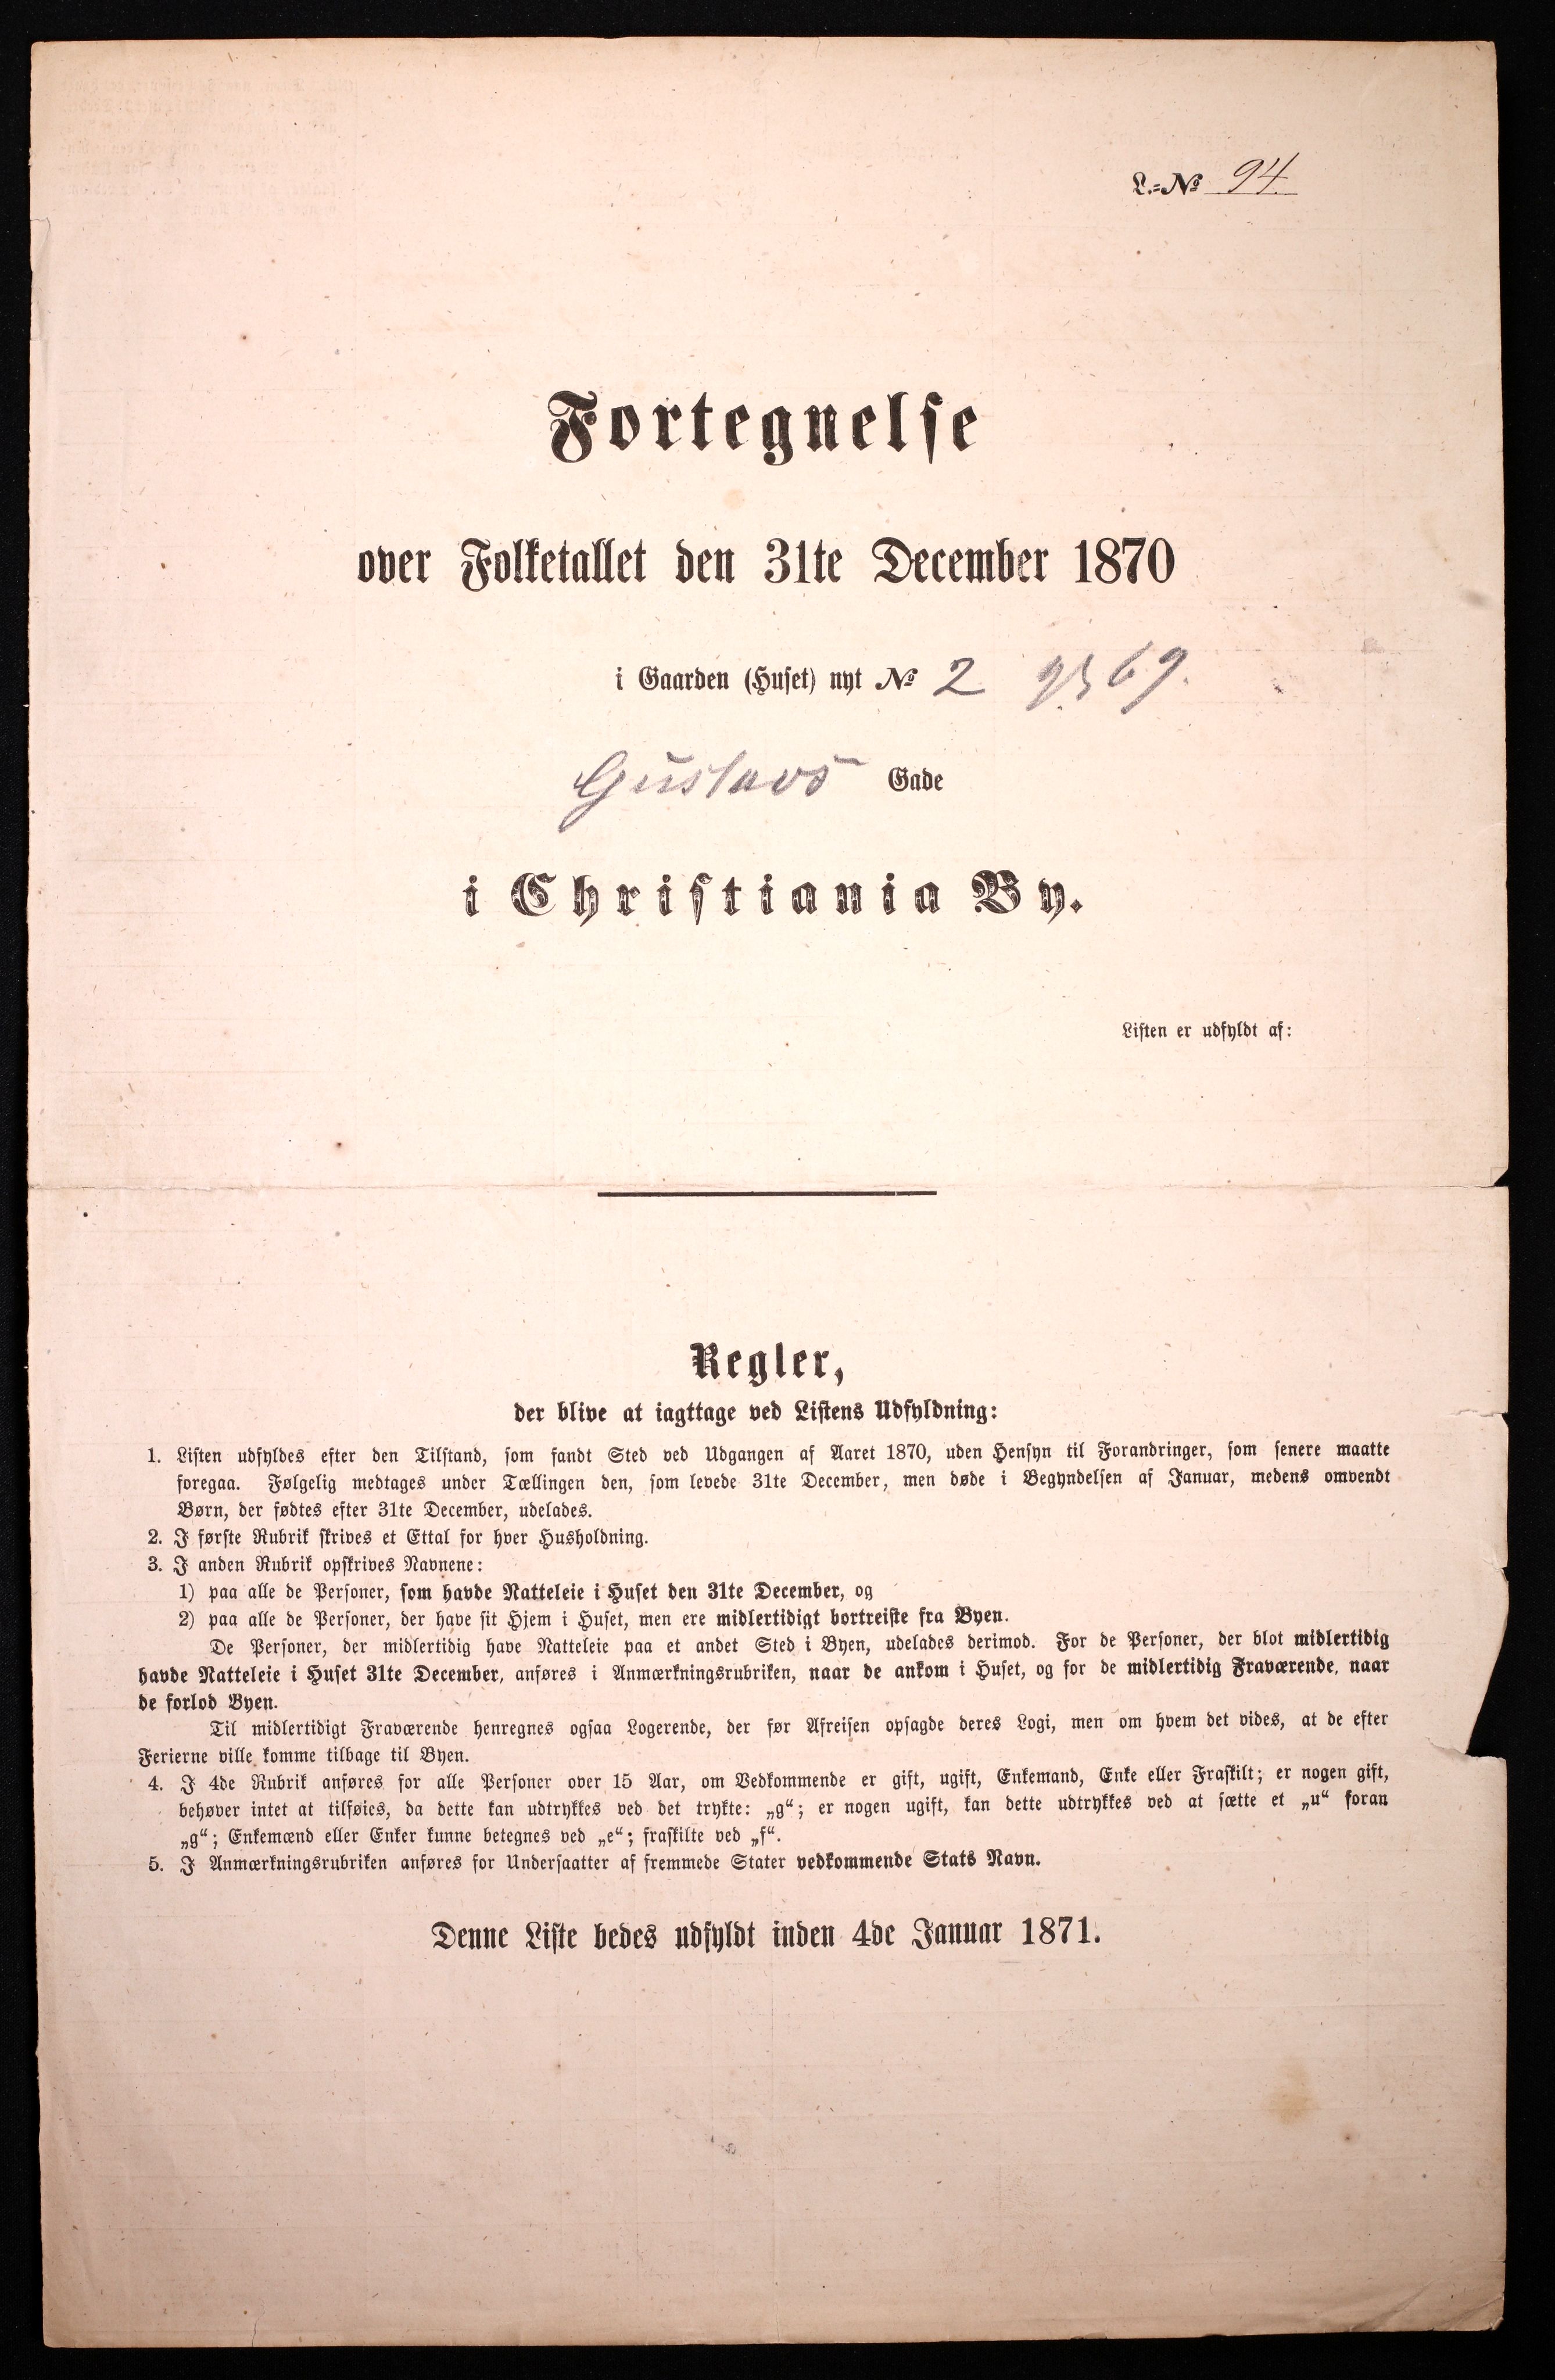 L.-№ 94
Fortegnelse
over Folketallet den 31te December 1870
i Gaarden (Huset) nyt № 2 69.
Gustavs Gade
i Christiania By.
Listen er udfyldt af:
Regler,
der blive at iagttage ved Listens Udfyldning:
1. Listen udfyldes efter den Tilstand, som fandt Sted ved Udgangen af Aaret 1870, uden Hensyn til Forandringer, som senere maatte
foregaa. Følgelig medtages under Tællingen den, som levede 31te December, men døde i Begyndelsen af Januar, medens omvendt
Børn, der fødtes efter 31te December, udelades.
2. I første Rubrik skrives et Ettal for hver Husholdning.
3. I anden Rubrik opskrives Navnene:
1) paa alle de Personer, som havde Natteleie i Huset den 31te December, og
2) paa alle de Personer, der have sit Hjem i Huset, men ere midlertidigt bortreiste fra Byen.
De Personer, der midlertidig have Natteleie paa et andet Sted i Byen, udelades derimod. For de Personer, der blot midlertidig
havde Natteleie i Huset 31te December, anføres i Anmærkningsrubriken, naar de ankom i Huset, og for de midlertidig Fraværende, naar
de forlod Byen.
Til midlertidigt Fraværende henregnes ogsaa Logerende, der før Afreisen opsagde deres Logi, men om hvem det vides, at de efter
Ferierne ville komme tilbage til Byen.
4. I 4de Rubrik anføres for alle Personer over 15 Aar, om Vedkommende er gift, ugift, Enkemand, Enke eller Fraskilt; er nogen gift,
behøver intet at tilføies, da dette kan udtrykkes ved det trykte: „g“; er nogen ugift, kan dette udtrykkes ved at sætte et „u“ foran
„g“; Enkemænd eller Enker kunne betegnes ved „e“; fraskilte ved „f“.
5. I Anmærkningsrubriken anføres for Undersaatter af fremmede Stater vedkommende Stats Navn.
Denne Liste bedes udfyldt inden 4de Januar 1871.